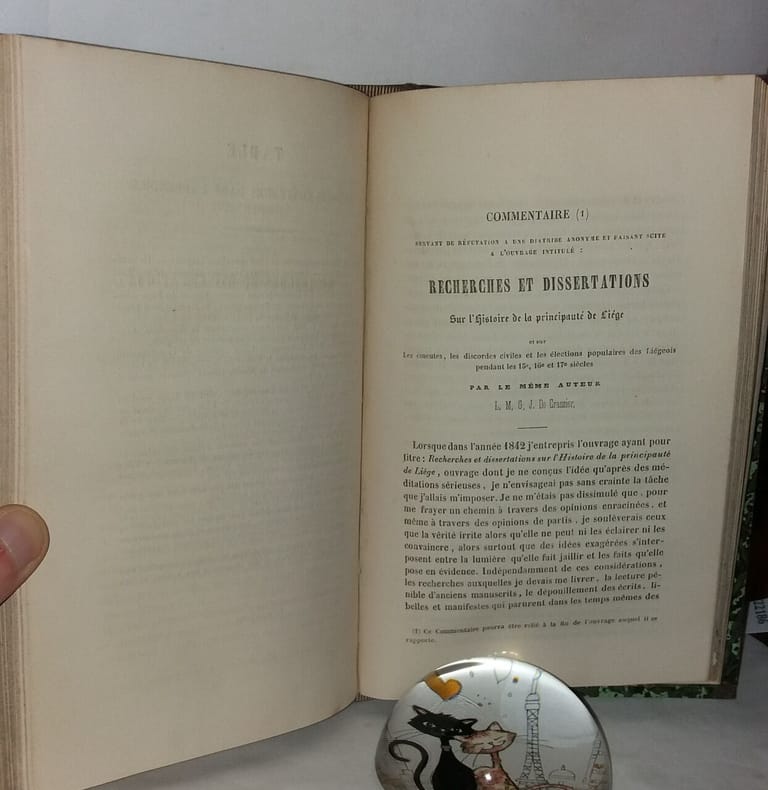 TABLE
COMMENTAIRE (1)
SERVANT DE RÉFUTATION A UNE DIATRIBE ANONYME ET FAISANT SUITE
A L'OUVRAGE INTITULÉ :
RECHERCHES ET DISSERTATIONS
Sur l'Histoire de la principauté de Liége
et sur
Les émeutes, les discordes civiles et les élections populaires des Liégeois
pendant les 15e, 16e et 17e siècles
PAR LE MÊME AUTEUR
L. M. G. J. De Crassier.
Lorsque dans l'année 1842 j'entrepris l'ouvrage ayant pour
titre : Recherches et dissertations sur l'Histoire de la principauté
de Liége, ouvrage dont je ne conçus l'idée qu'après des mé-
ditations sérieuses, je n'envisageai pas sans crainte la tâche
que j'allais m'imposer. Je ne m'étais pas dissimulé que, pour
me frayer un chemin à travers des opinions enracinées, et
même à travers des opinions de partis, je soulèverais ceux
que la vérité irrite alors qu'elle ne peut ni les éclairer ni les
convaincre, alors surtout que des idées exagérées s'inter-
posent entre la lumière qu'elle fait jaillir et les faits qu'elle
pose en évidence. Indépendamment de ces considérations,
les recherches auxquelles je devais me livrer, la lecture pé-
nible d'anciens manuscrits, le dépouillement des écrits, li-
belles et manifestes qui parurent dans les temps mêmes des
(1) Ce Commentaire pourra être relié à la fin de l'ouvrage auquel il se
rapporte.
22186